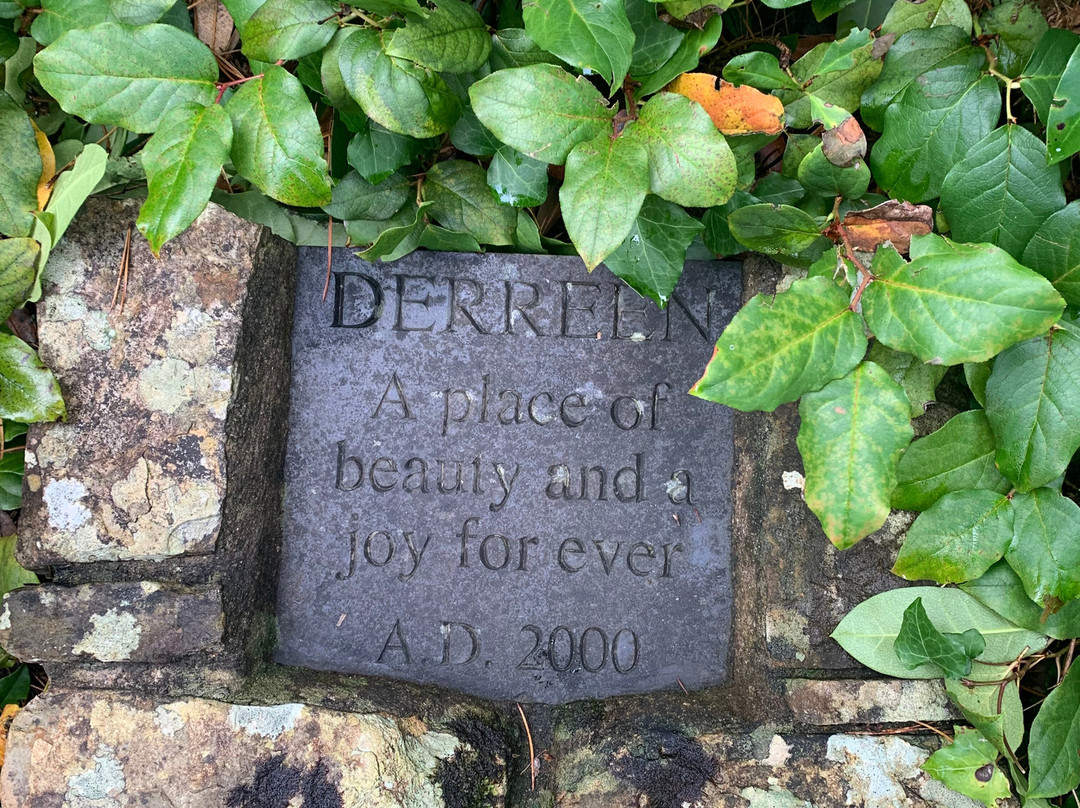 DERREEN
A place of
beauty and a
joy for ever
A.D. 2000